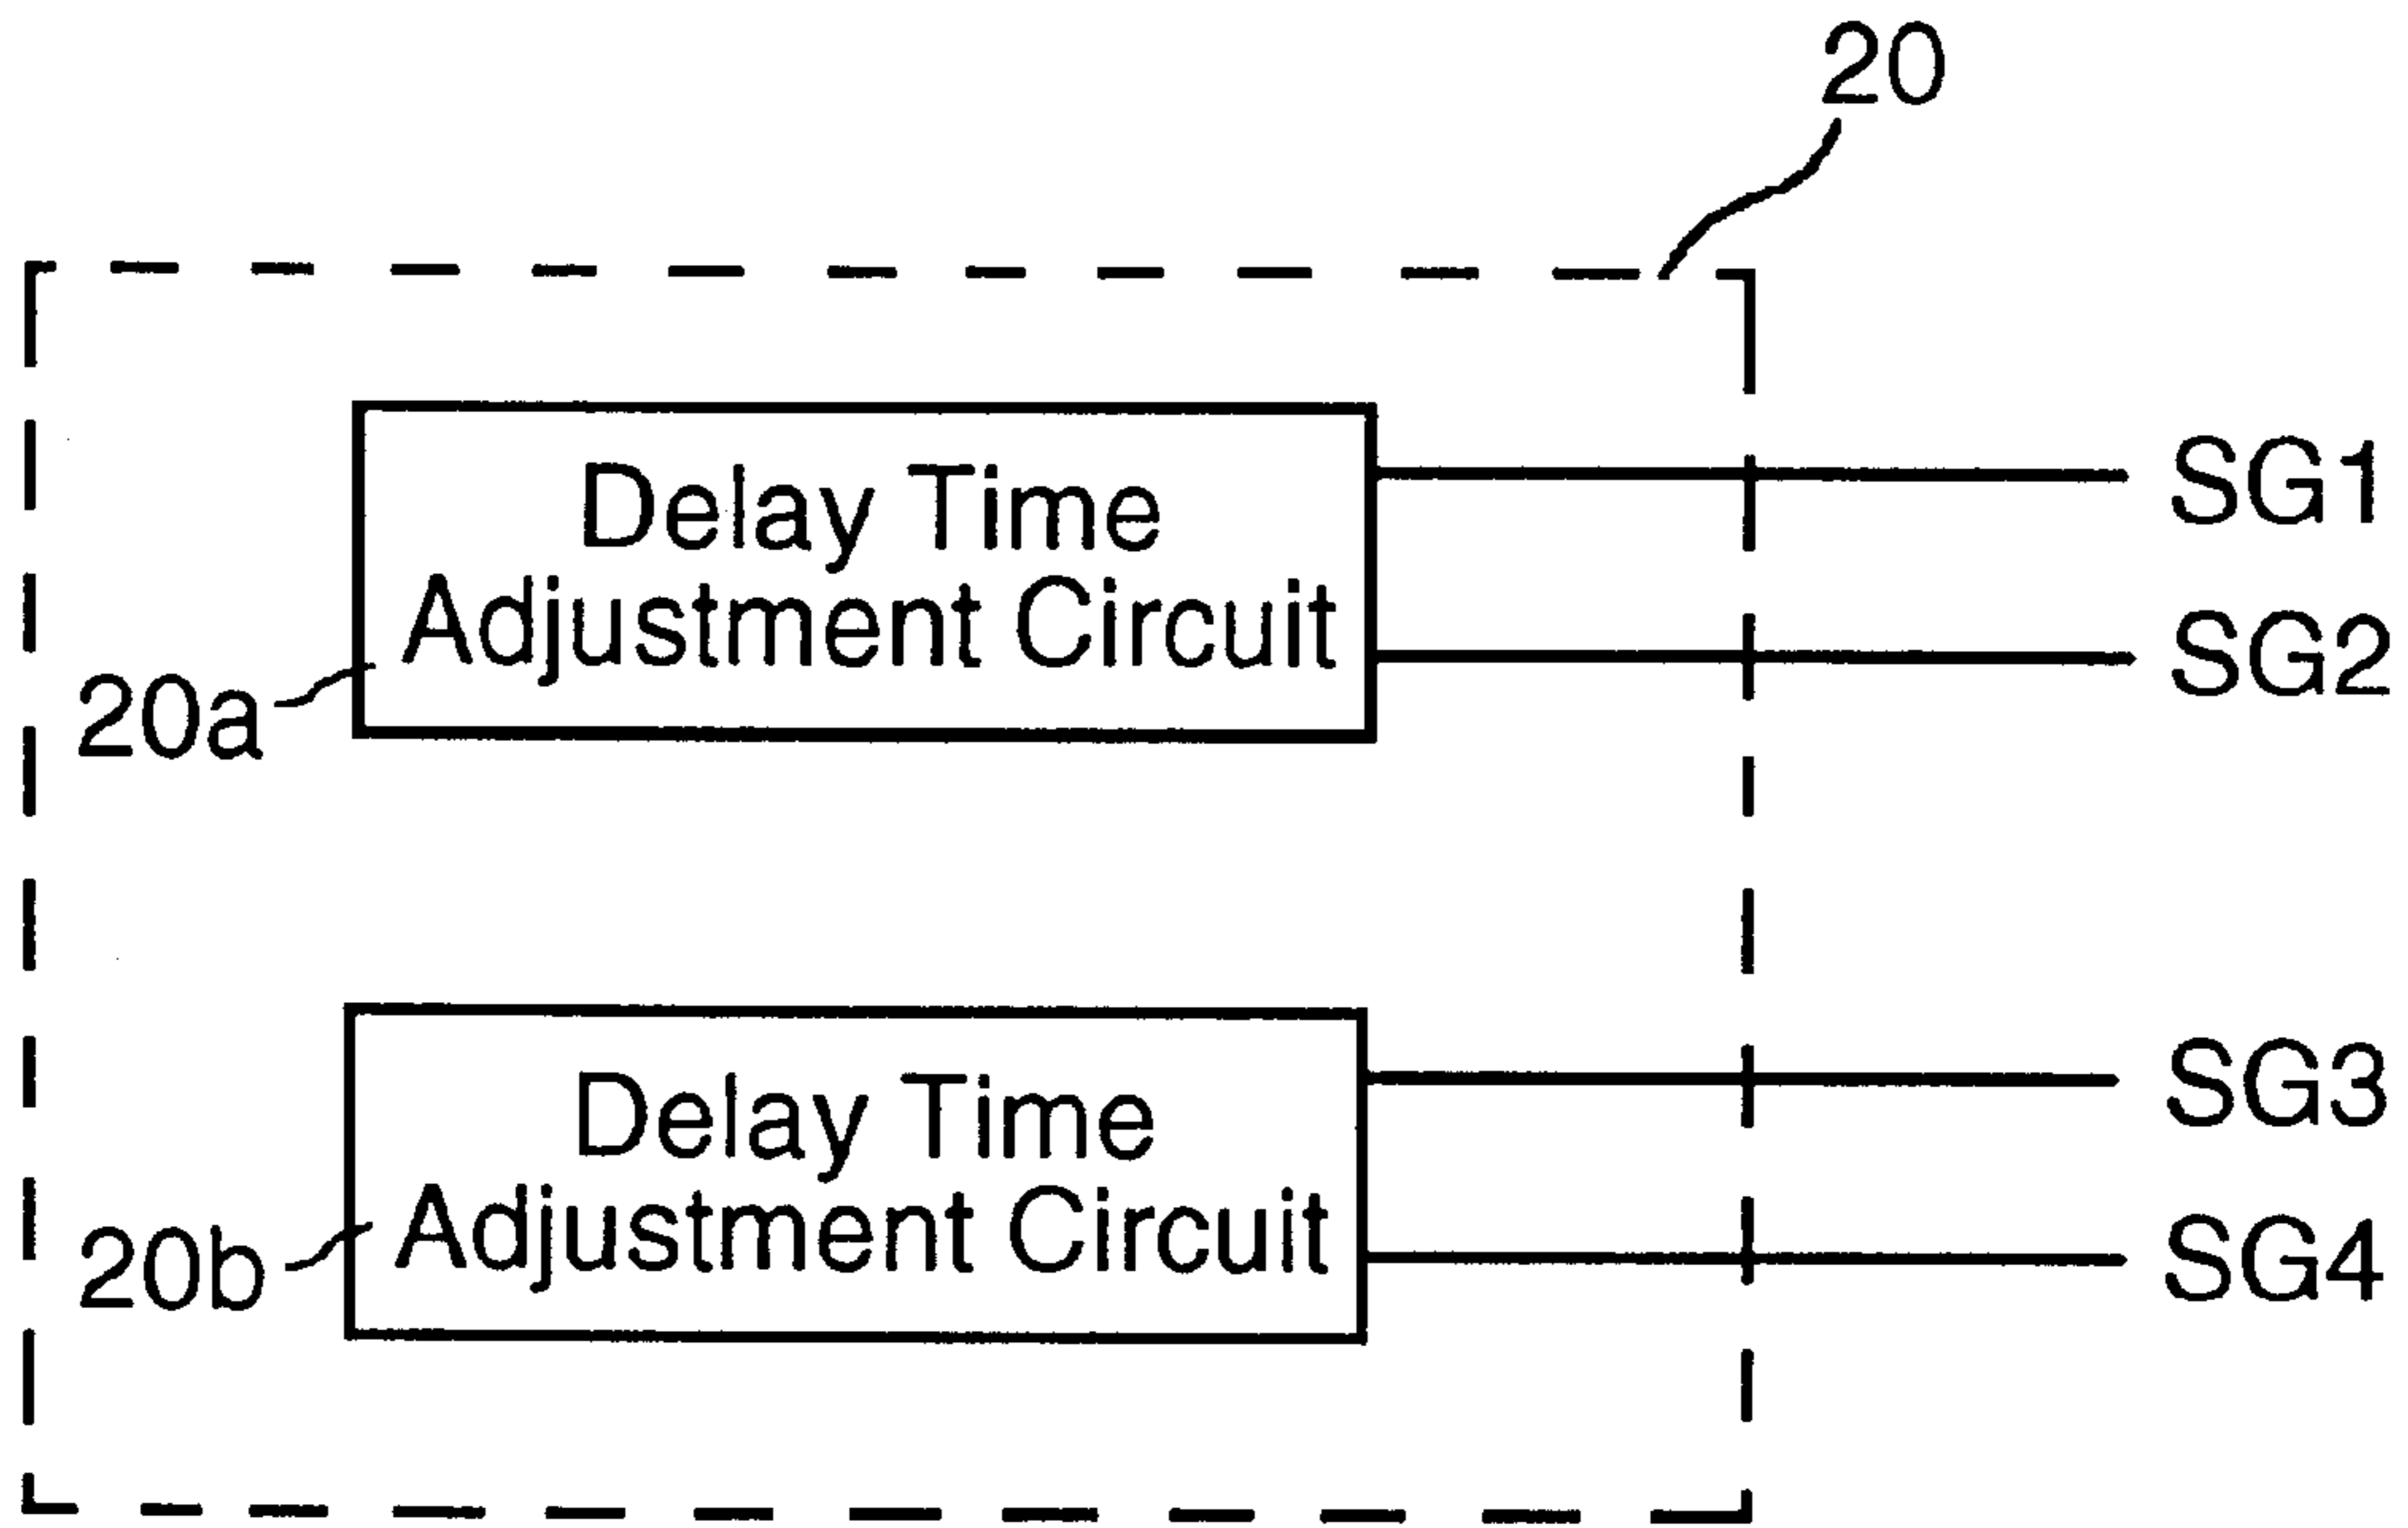 20
Delay Time
Adjustment Circuit
SG1
SG2
20a
Delay Time
Adjustment Circuit
SG3
SG4
20b